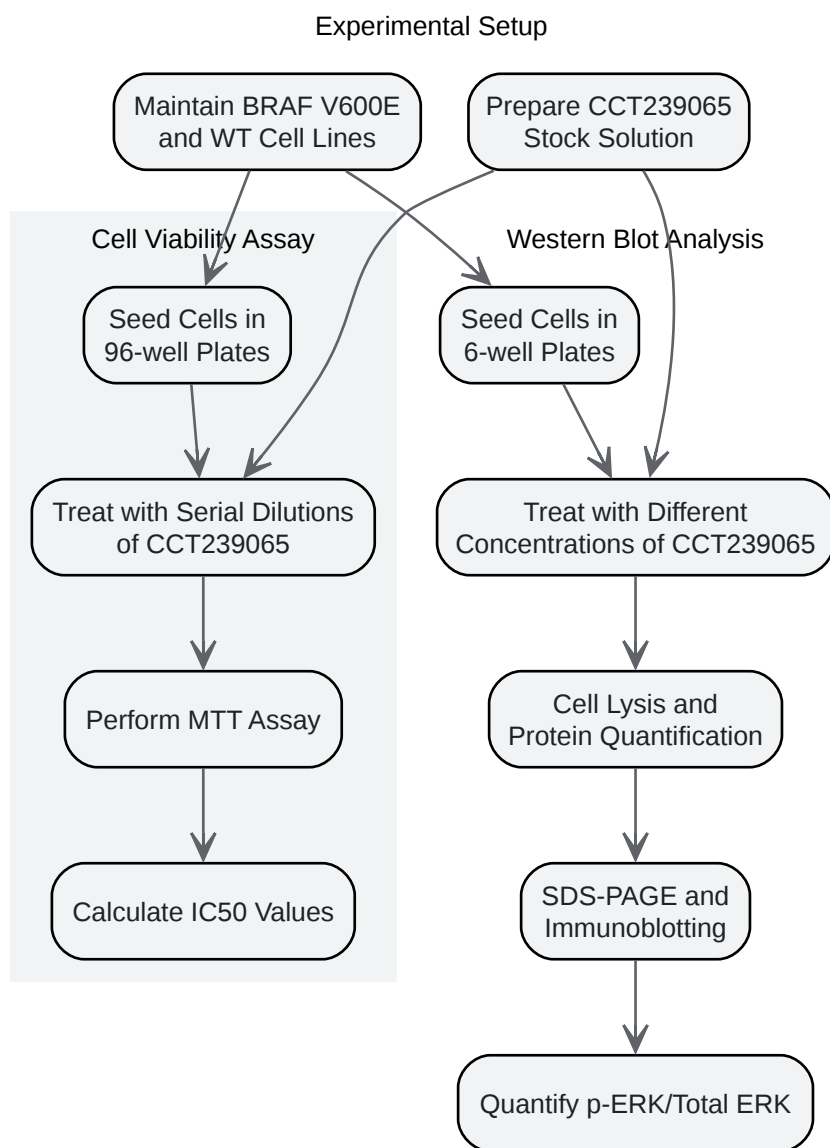 Experimental Setup
Maintain BRAF V600E
and WT Cell Lines
Prepare CCT239065
Stock Solution
Cell Viability Assay
Western Blot Analysis
Seed Cells in
96-well Plates
Seed Cells in
6-well Plates
Treat with Serial Dilutions
of CCT239065
Treat with Different
Concentrations of CCT239065
Perform MTT Assay
Cell Lysis and
Protein Quantification
Calculate IC50 Values
SDS-PAGE and
Immunoblotting
Quantify p-ERK/Total ERK